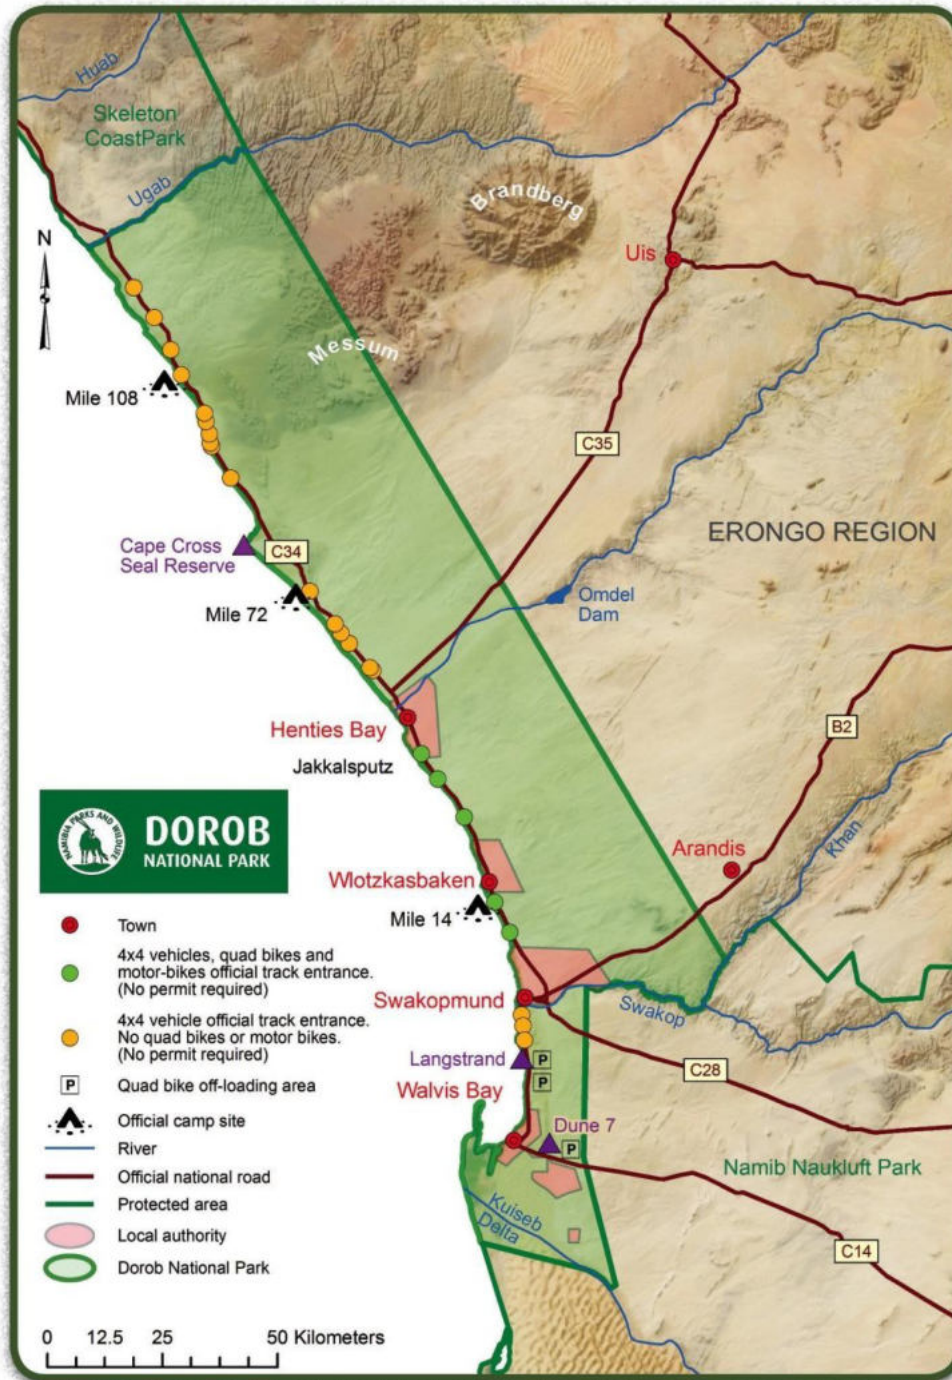 Huab
Skeleton
CoastPark
Ugab
Brandberg
N
Uis
Messum
Mile 108
C35
ERONGO REGION
Cape Cross
Seal Reserve
C34
Omdel
Dam
Mile 72
B2
Henties Bay
Jakkalsputz
Khan
NAMIBIA PARKS AND WILDLIFE
DOROB
NATIONAL PARK
Arandis
Wlotzkasbaken
Mile 14
Swakopmund
Swakop
Langstrand
P
P
C28
Walvis Bay
Dune 7
P
Namib Naukluft Park
Kuiseb
Delta
C14
Town
4x4 vehicles, quad bikes and
motor-bikes official track entrance.
(No permit required)
4x4 vehicle official track entrance.
No quad bikes or motor bikes.
(No permit required)
P Quad bike off-loading area
Official camp site
River
Official national road
Protected area
Local authority
Dorob National Park
0 12.5 25 50 Kilometers